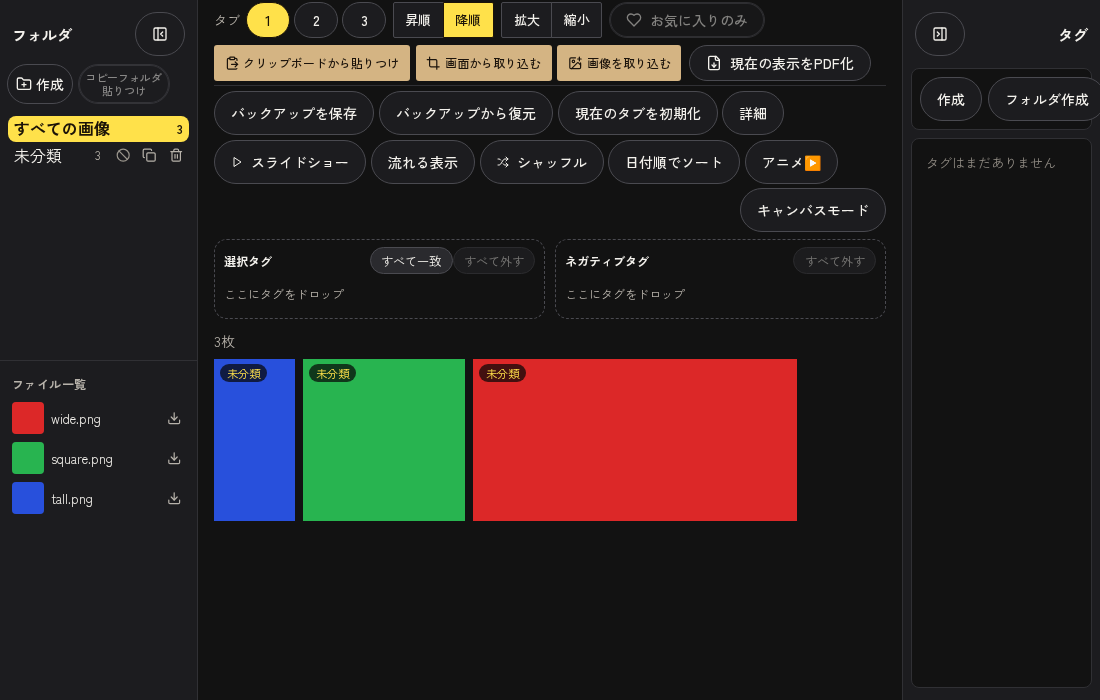 フォルダ
作成
コピーフォルダ
貼りつけ
すべての画像 3
未分類 3
ファイル一覧
wide.png
square.png
tall.png
タブ 1 2 3 昇順 降順 拡大 縮小 お気に入りのみ
クリップボードから貼りつけ 画面から取り込む 画像を取り込む 現在の表示をPDF化
バックアップを保存 バックアップから復元 現在のタブを初期化 詳細
スライドショー 流れる表示 シャッフル 日付順でソート アニメ▶️
キャンバスモード
選択タグ すべて一致 すべて外す
ここにタグをドロップ
ネガティブタグ すべて外す
ここにタグをドロップ
3枚
未分類 未分類 未分類
タグ
作成 フォルダ作成
タグはまだありません